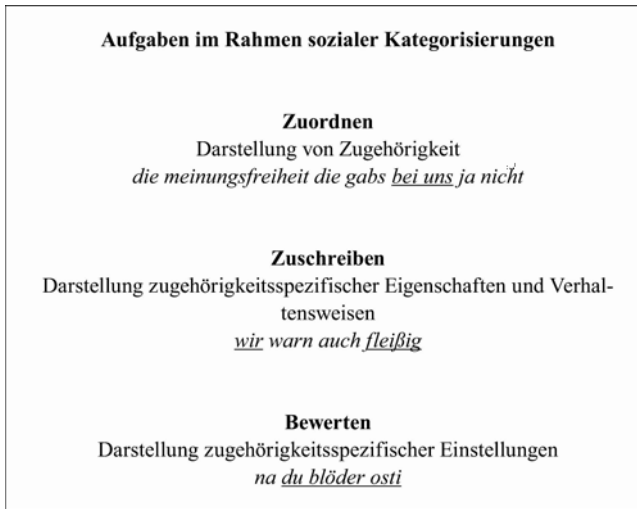 Aufgaben im Rahmen sozialer Kategorisierungen
Zuordnen
Darstellung von Zugehörigkeit
die meinungsfreiheit die gabs bei uns ja nicht
Zuschreiben
Darstellung zugehörigkeitsspezifischer Eigenschaften und Verhal-
tensweisen
wir warn auch fleißig
Bewerten
Darstellung zugehörigkeitsspezifischer Einstellungen
na du blöder osti